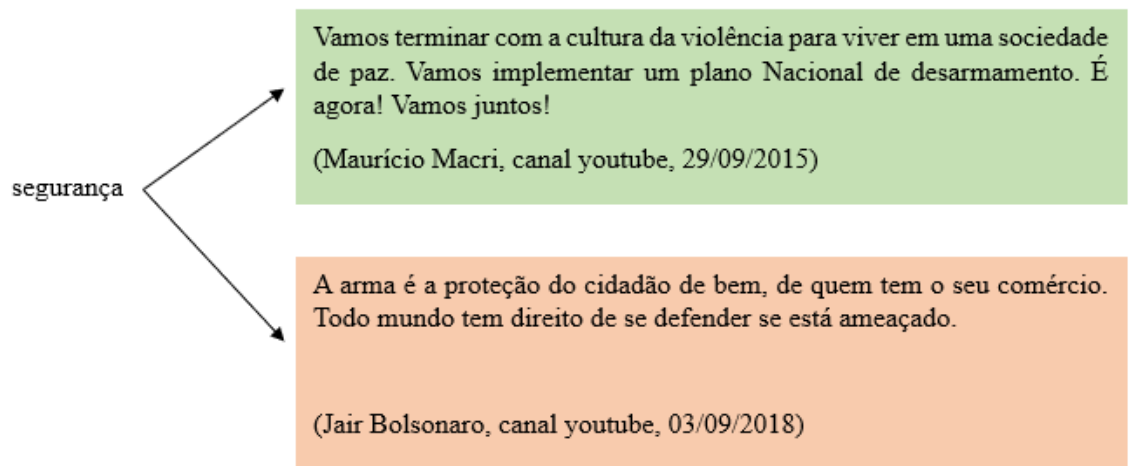 segurança
Vamos terminar com a cultura da violência para viver em uma sociedade
de paz. Vamos implementar um plano Nacional de desarmamento. É
agora! Vamos juntos!
(Maurício Macri, canal youtube, 29/09/2015)
A arma é a proteção do cidadão de bem, de quem tem o seu comércio.
Todo mundo tem direito de se defender se está ameaçado.
(Jair Bolsonaro, canal youtube, 03/09/2018)